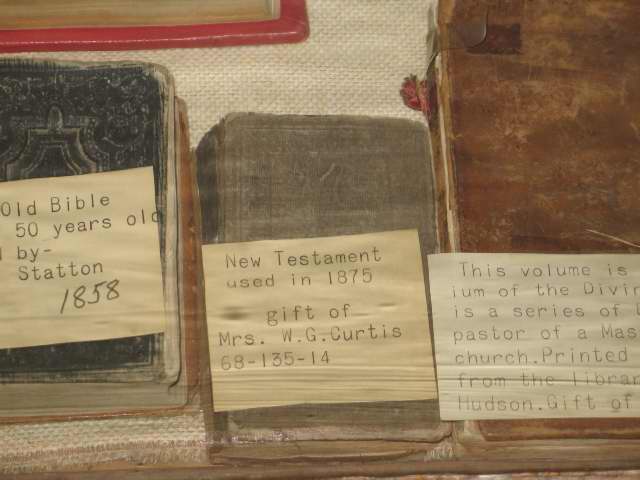 Old Bible
50 years old
by-
Statton
1858
New Testament
used in 1875
gift of
Mrs. W.G.Curtis
68-135-14
This volume is
ium of the Divin
is a series of
pastor of a Mas
church.Printed
from the librar
Hudson.Gift of